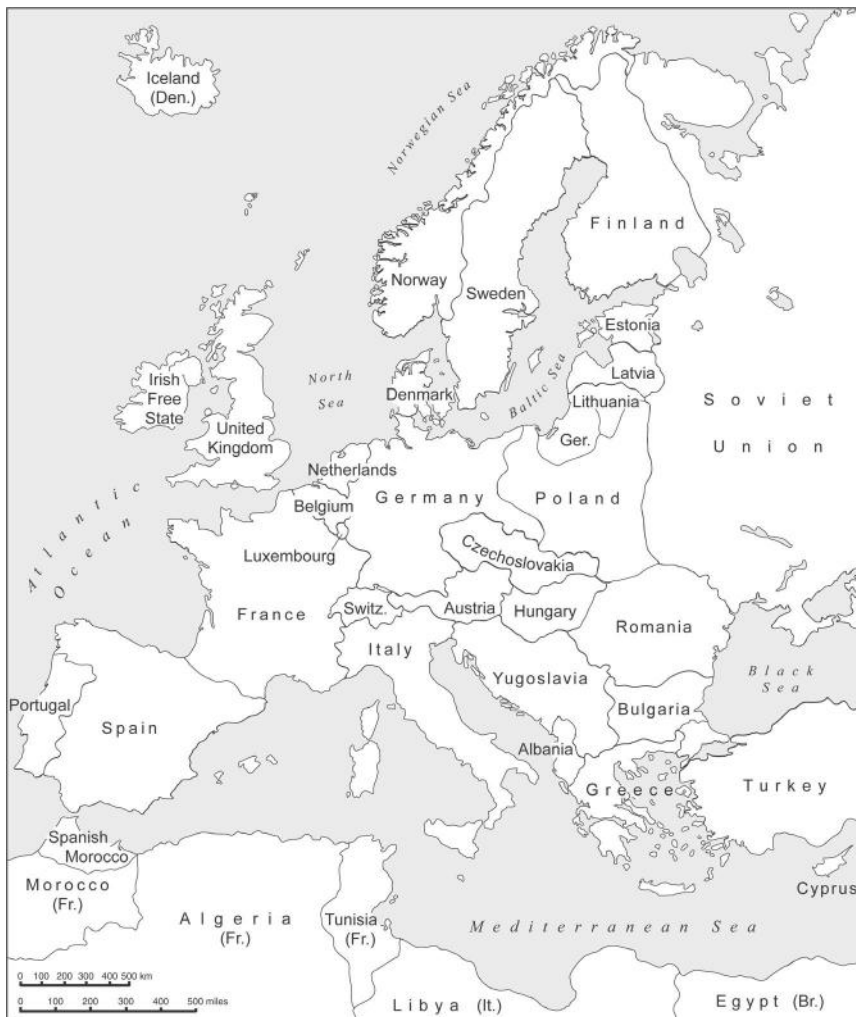 Iceland
(Den.)
Norwegian Sea
Finland
Norway
Sweden
Estonia
North
Sea
Baltic Sea
Latvia
Irish
Free
State
Denmark
Lithuania
Soviet
Union
United
Kingdom
Ger.
Netherlands
Germany
Poland
Belgium
Atlantic
Ocean
Luxembourg
Czechoslovakia
France
Switz.
Austria
Hungary
Romania
Italy
Black
Sea
Yugoslavia
Portugal
Spain
Bulgaria
Albania
Greece
Turkey
Spanish
Morocco
Morocco
(Fr.)
Cyprus
Algeria
(Fr.)
Tunisia
(Fr.)
Mediterranean Sea
0 100 200 300 400 500 km
0 100 200 300 500 miles
Libya (It.)
Egypt (Br.)